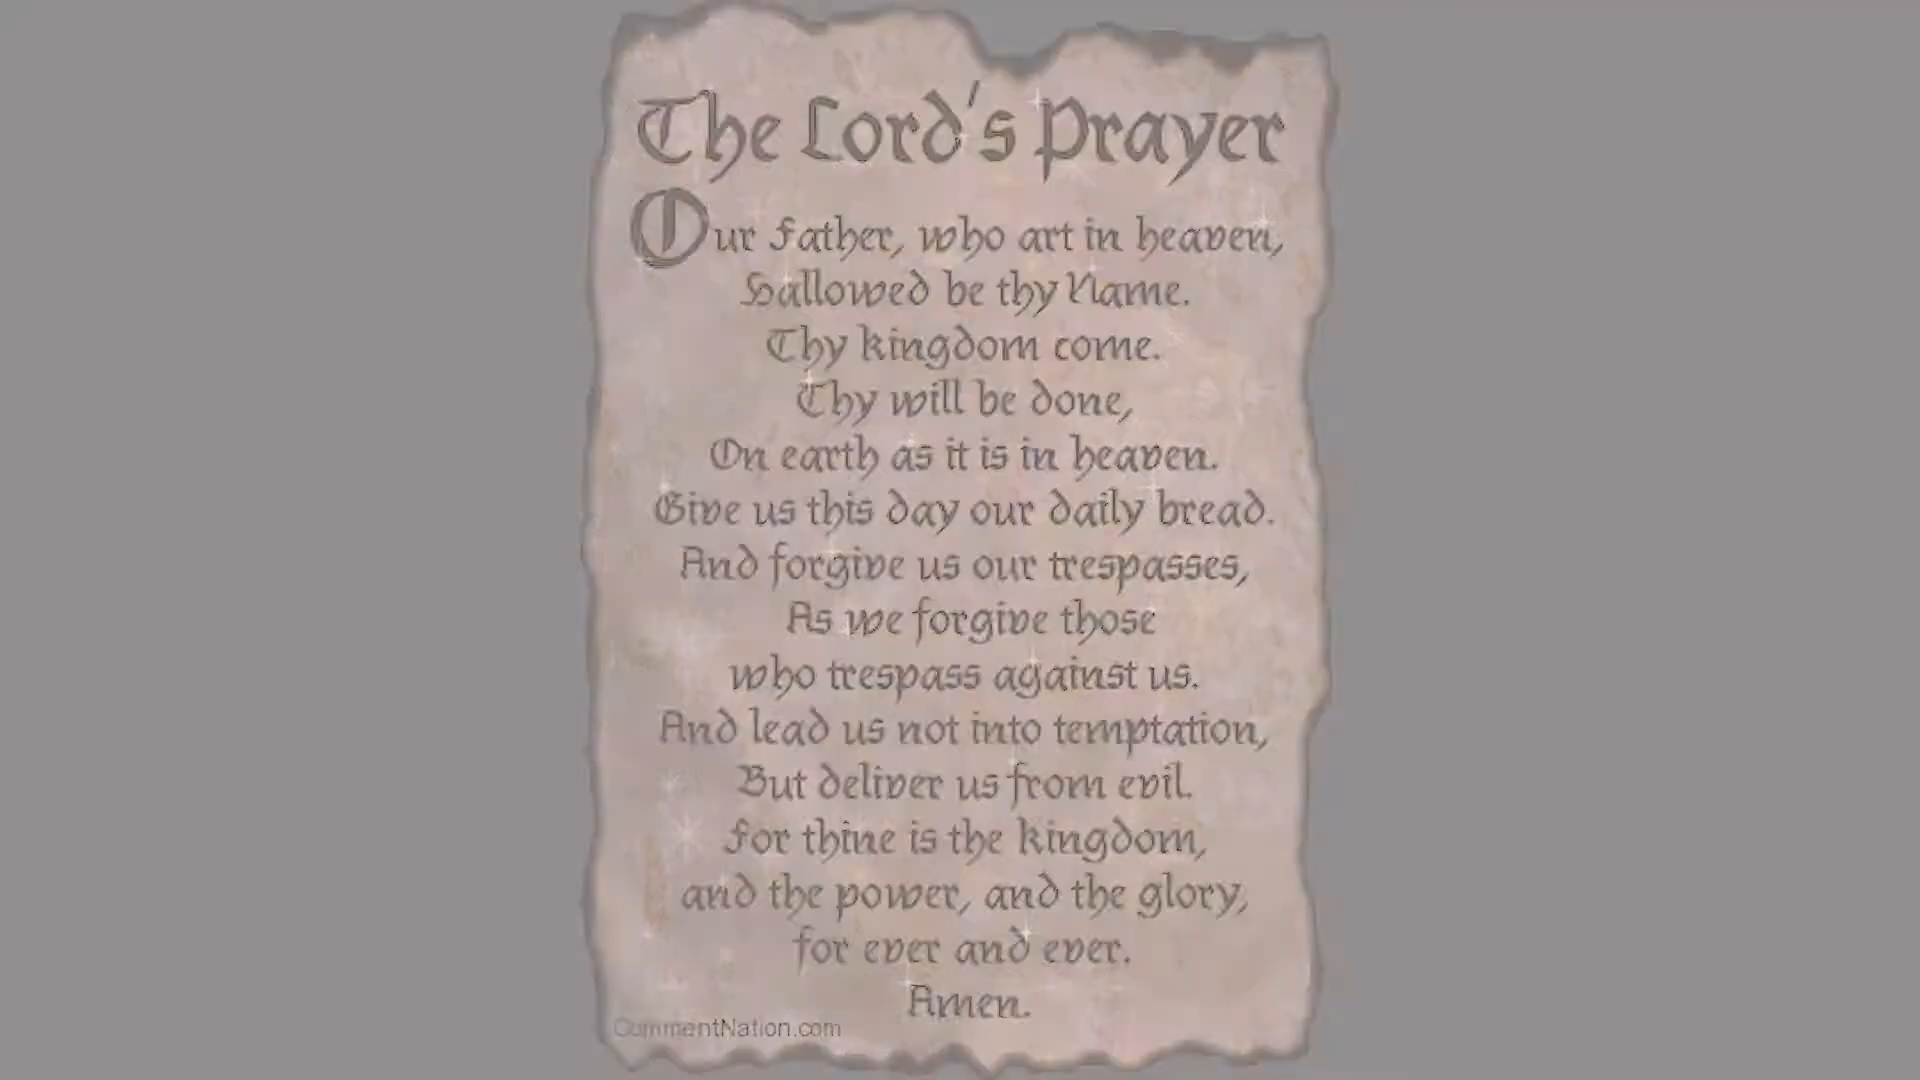 The Lord's Prayer
Our Father, who art in heaven,
Hallowed be thy Name.
Thy kingdom come.
Thy will be done,
On earth as it is in heaven.
Give us this day our daily bread.
And forgive us our trespasses,
As we forgive those
who trespass against us.
And lead us not into temptation,
But deliver us from evil.
For thine is the kingdom,
and the power, and the glory,
for ever and ever.
Amen.
CommentNation.com